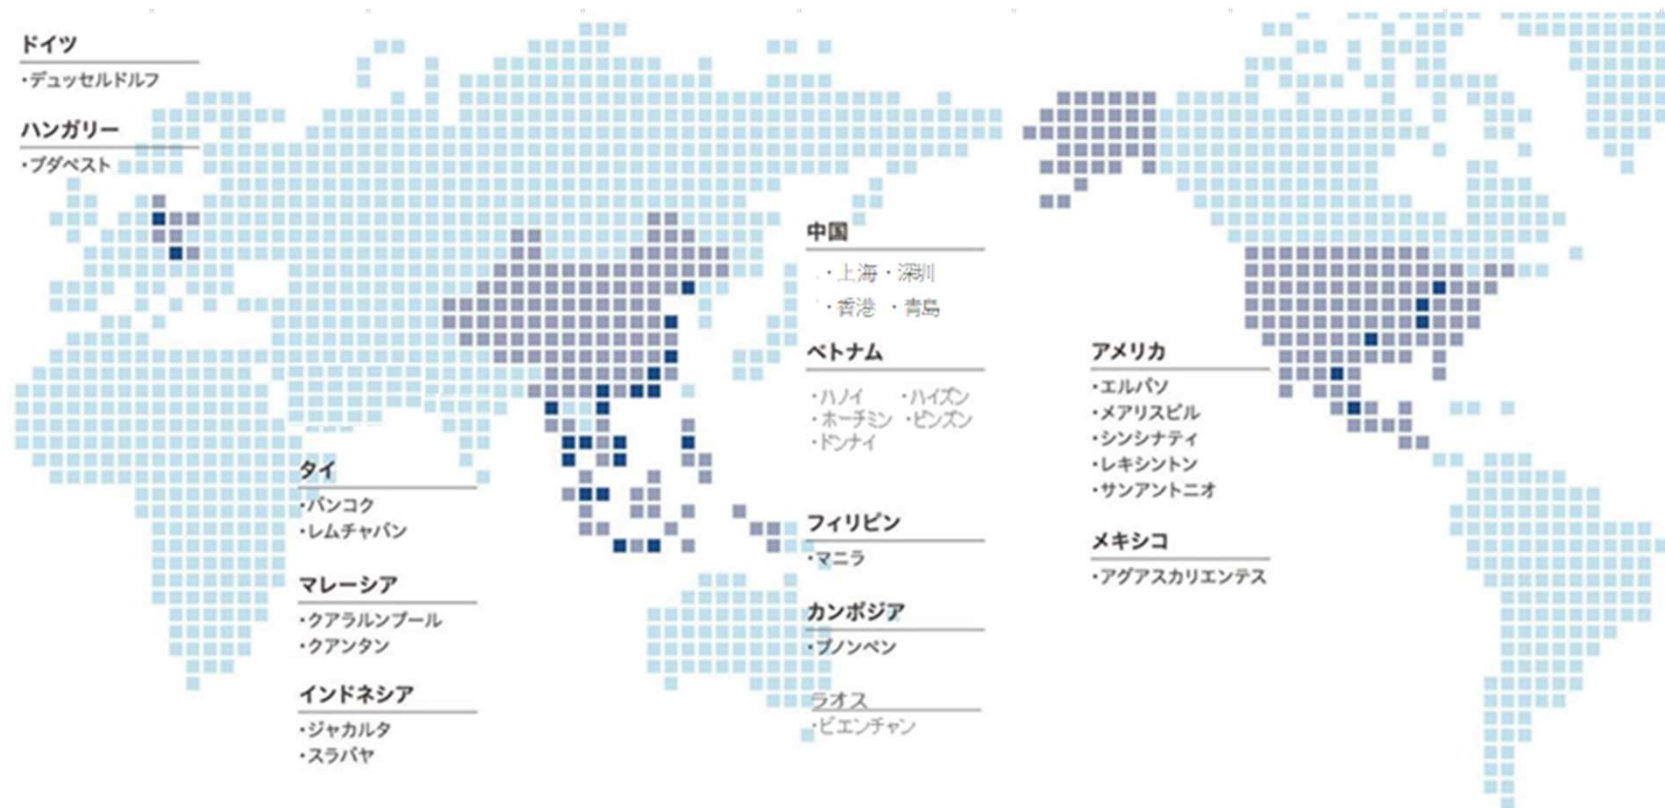 ドイツ
・デュッセルドルフ
ハンガリー
・ブダペスト
タイ
・バンコク
・レムチャバン
マレーシア
・クアラルンプール
・クアンタン
インドネシア
・ジャカルタ
・スラバヤ
中国
・上海・深圳
・香港 ・青島
ベトナム
・ハノイ ・ハイズン
・ホーチミン ・ビンズン
・ドンナイ
フィリピン
・マニラ
カンボジア
・プノンペン
ラオス
・ビエンチャン
アメリカ
・エルパソ
・メアリスビル
・シンシナティ
・レキシントン
・サンアントニオ
メキシコ
・アグアスカリエンテス